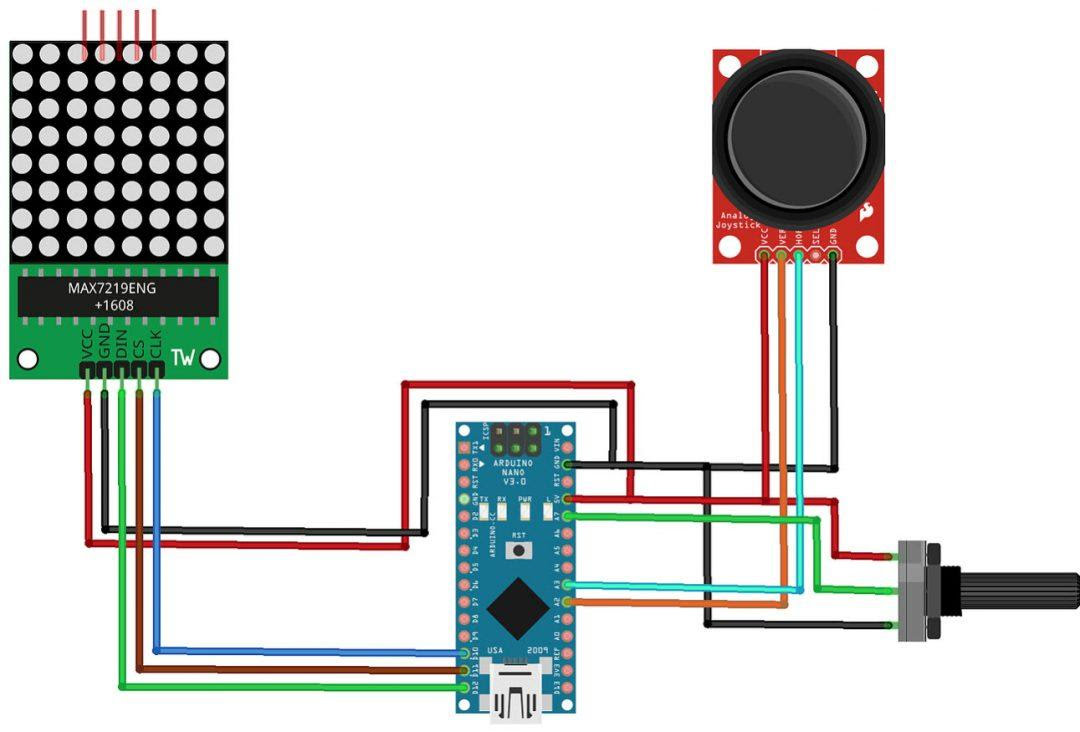 MAX7219ENG
+1608
VCC
GND
DIN
CS
CLK
TW
Analog
Joystick
VCC
VER
HOR
SEL
GND
ICSP
1
ARDUINO
NANO
V3.0
TX
RX
PWR
L
ARDUINO.CC
RST
USA
2009
TX1
RX0
RST
GND
D2
D3
D4
D5
D6
D7
D8
D9
D10
D11
D12
VIN
GND
RST
5V
A7
A6
A5
A4
A3
A2
A1
A0
REF
3V3
D13